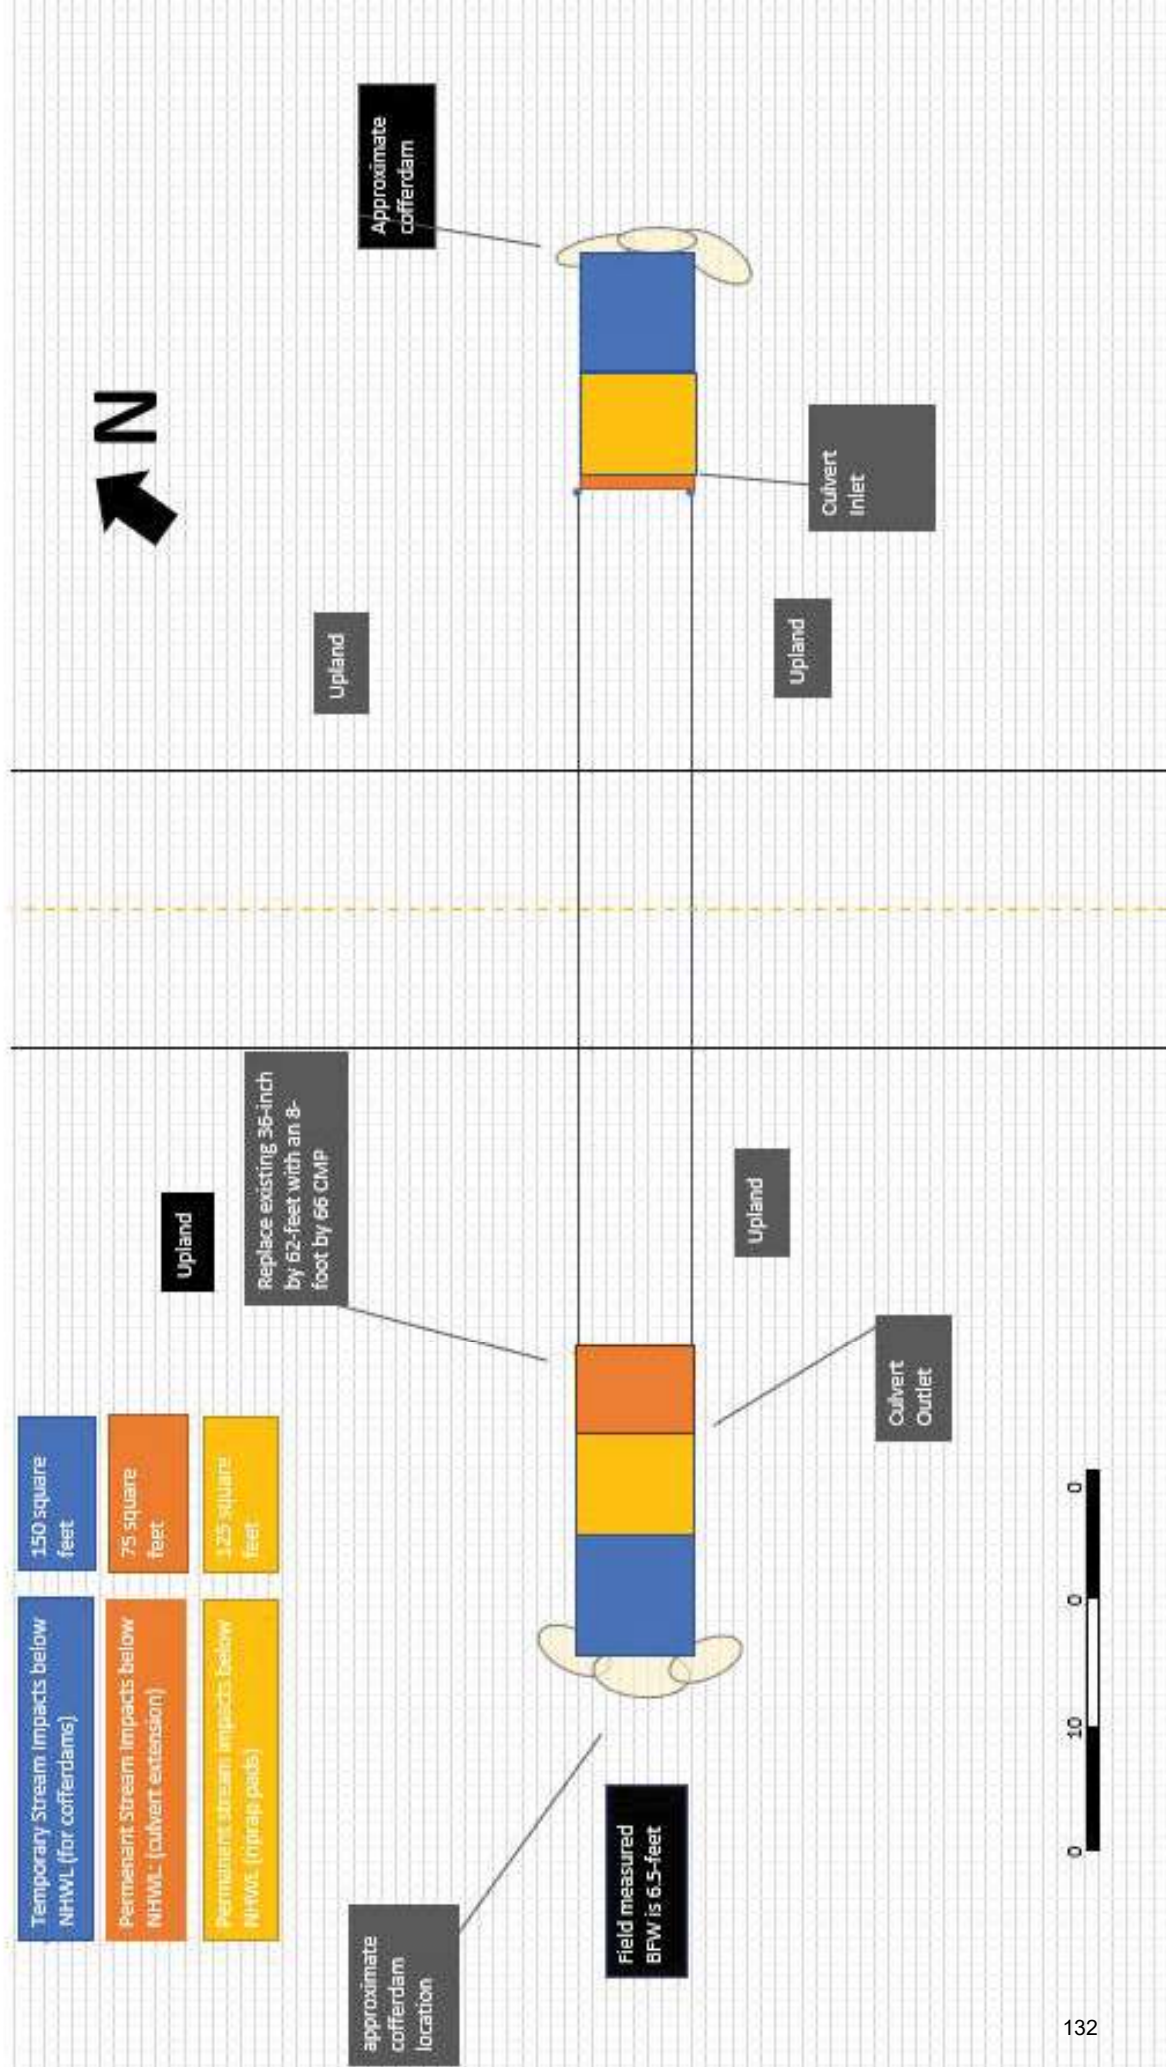 Temporary Stream Impacts below
NHWL (for cofferdams)
150 square
feet
Permenant Stream Impacts below
NHWL (culvert extension)
75 square
feet
Permanant stream impacts below
NHWL (riprap pads)
125 square
feet
N
Upland
Replace existing 36-inch
by 62-feet with an 8-
foot by 66 CMP
Upland
Approximate
cofferdam
approximate
cofferdam
location
Field measured
BFW is 6.5-feet
Culvert
Outlet
Upland
Upland
Culvert
Inlet
0
10
0
0
132